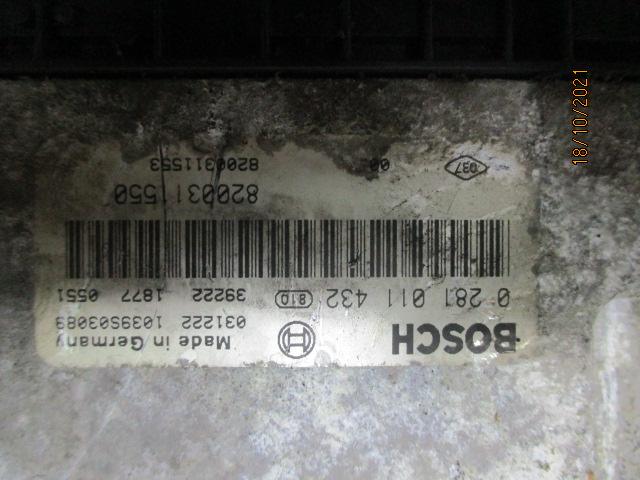 BOSCH Made in Germany
031222 1039S03089
0 281 011 432 810 39222 1877 0551
8200311550
037 00 8200311553
18/10/2021